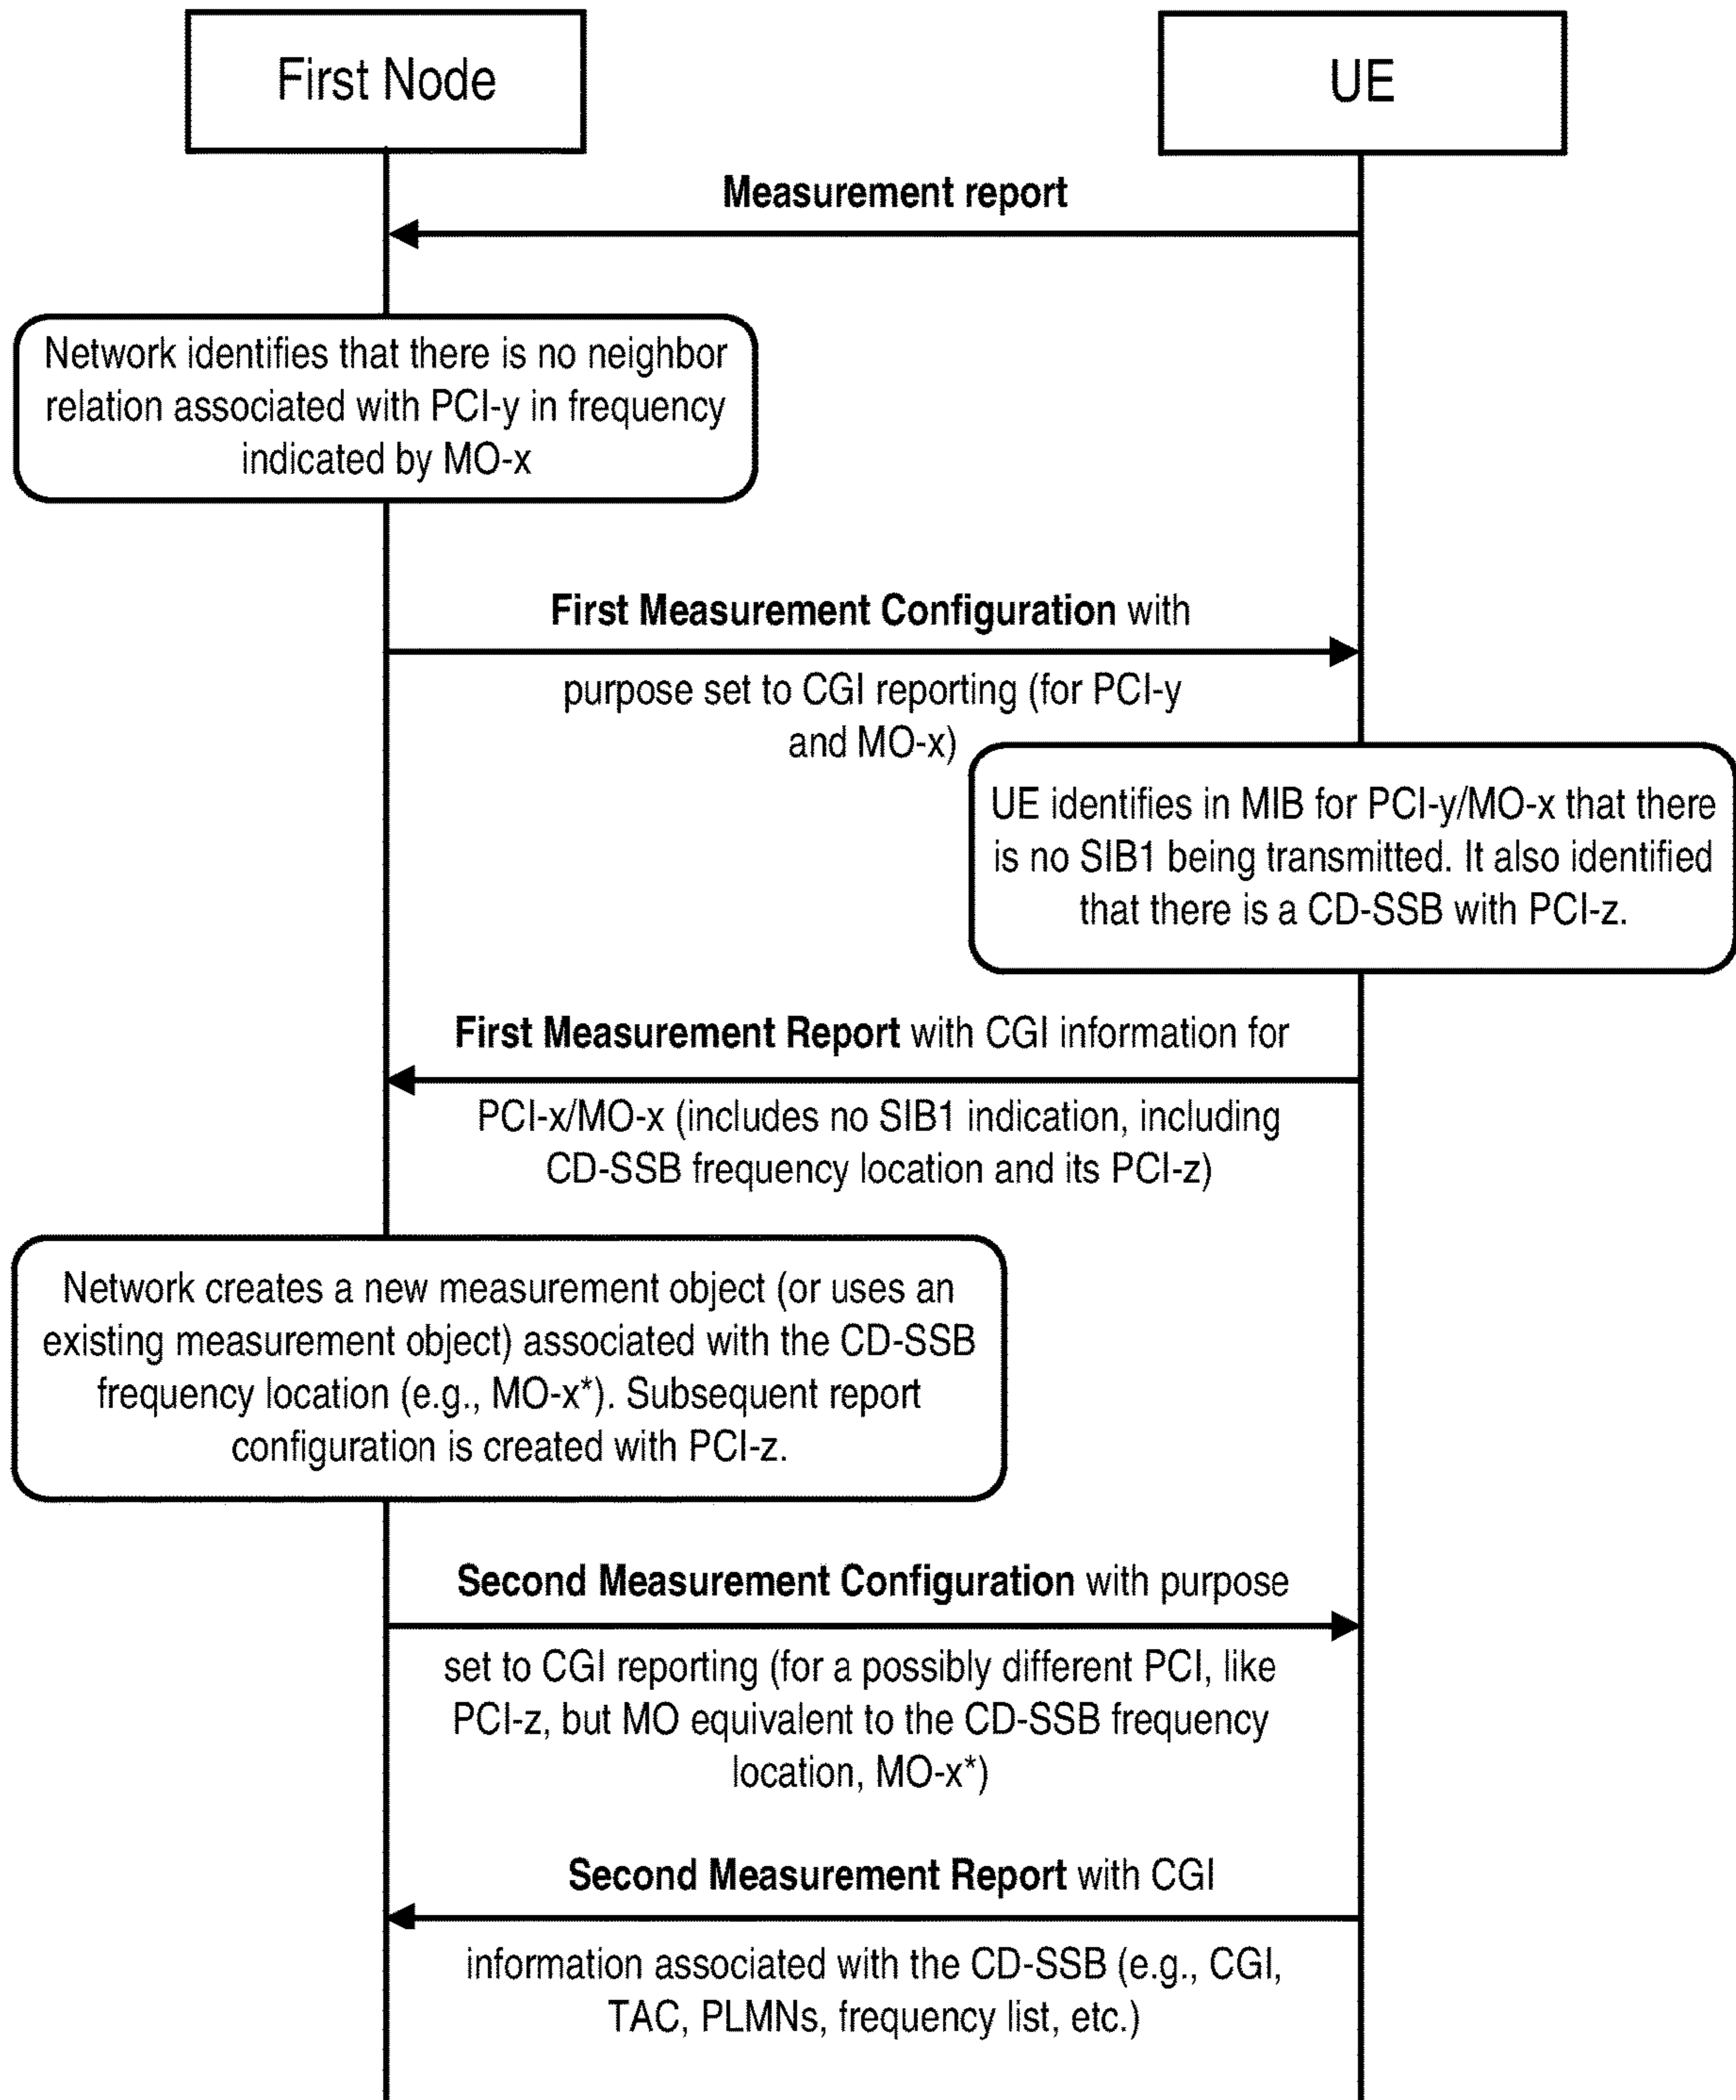 First Node
UE
Measurement report
Network identifies that there is no neighbor
relation associated with PCI-y in frequency
indicated by MO-x
First Measurement Configuration with
purpose set to CGI reporting (for PCI-y
and MO-x)
UE identifies in MIB for PCI-y/MO-x that there
is no SIB1 being transmitted. It also identified
that there is a CD-SSB with PCI-z.
First Measurement Report with CGI information for
PCI-x/MO-x (includes no SIB1 indication, including
CD-SSB frequency location and its PCI-z)
Network creates a new measurement object (or uses an
existing measurement object) associated with the CD-SSB
frequency location (e.g., MO-x*). Subsequent report
configuration is created with PCI-z.
Second Measurement Configuration with purpose
set to CGI reporting (for a possibly different PCI, like
PCI-z, but MO equivalent to the CD-SSB frequency
location, MO-x*)
Second Measurement Report with CGI
information associated with the CD-SSB (e.g., CGI,
TAC, PLMNs, frequency list, etc.)